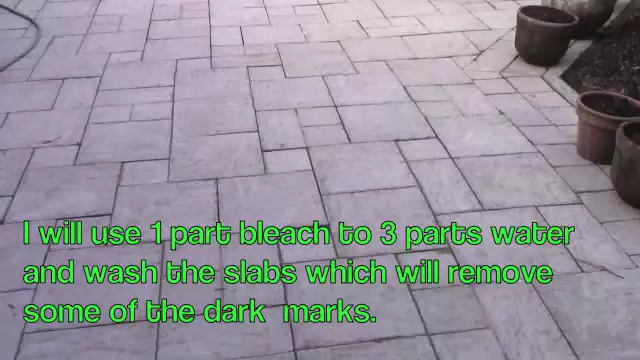 I will use 1 part bleach to 3 parts water
and wash the slabs which will remove
some of the dark marks.